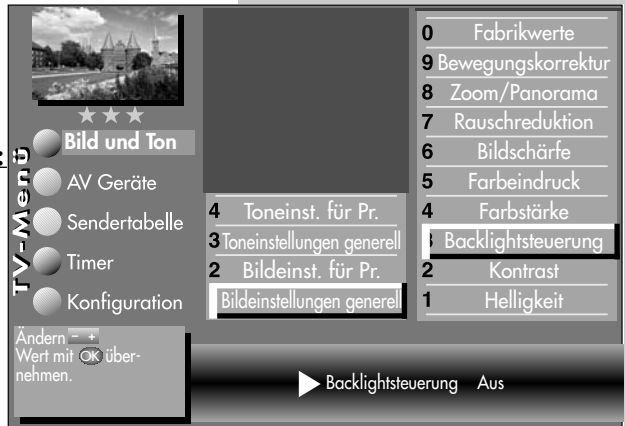 TV-Menü
Bild und Ton
AV Geräte
Sendertabelle
Timer
Konfiguration
4 Toneinst. für Pr.
3 Toneinstellungen generell
2 Bildeinst. für Pr.
Bildeinstellungen generell
0 Fabrikwerte
9 Bewegungskorrektur
8 Zoom/Panorama
7 Rauschreduktion
6 Bildschärfe
5 Farbeindruck
4 Farbstärke
3 Backlightsteuerung
2 Kontrast
1 Helligkeit
Ändern - +
Wert mit OK über-
nehmen.
Backlightsteuerung Aus